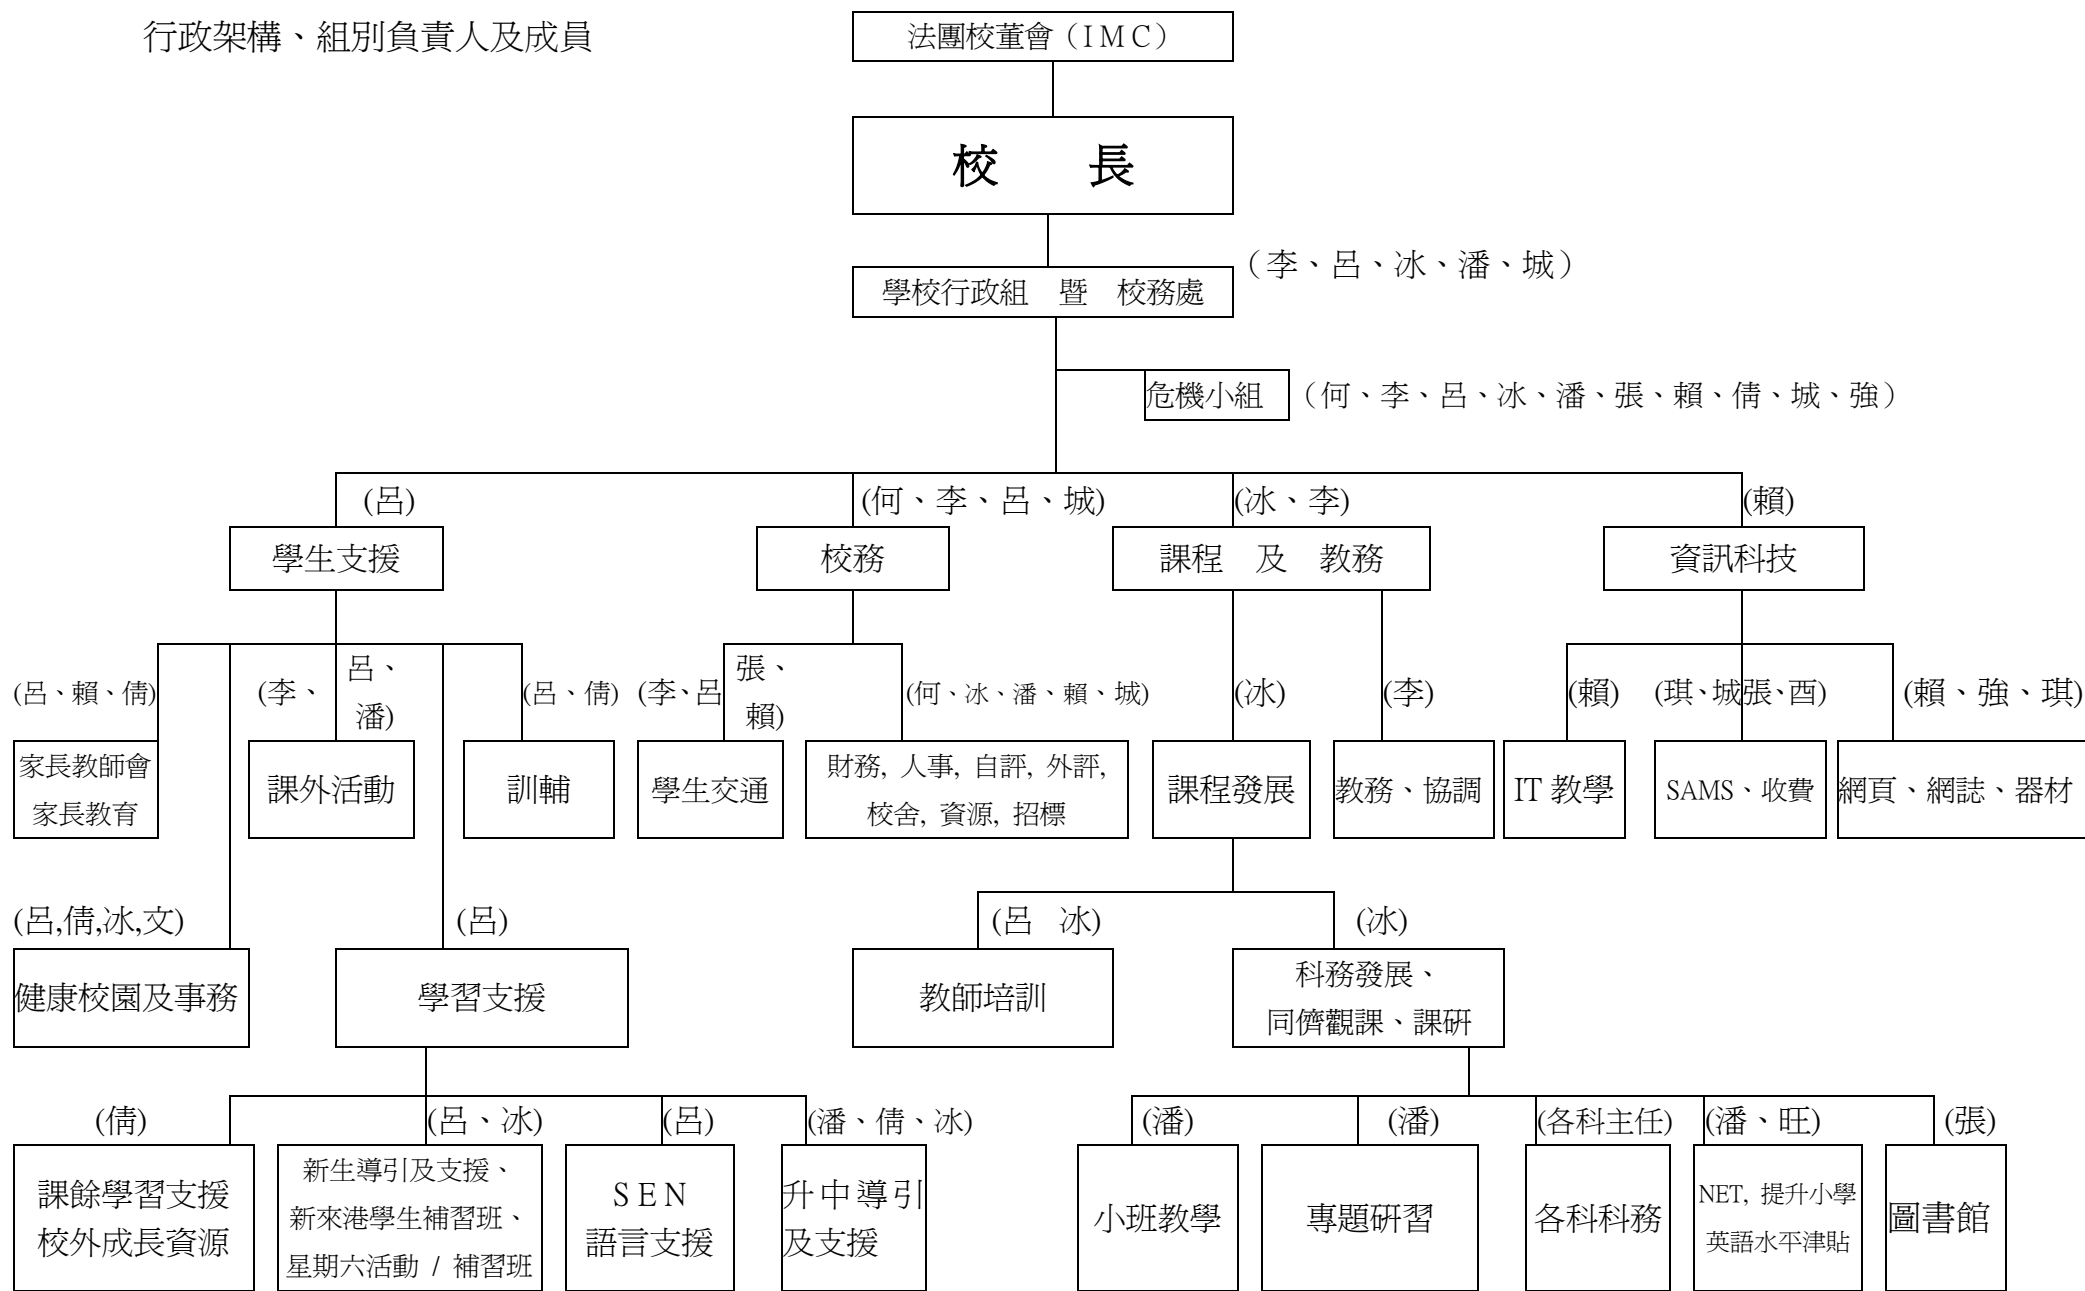 行政架構、組別負責人及成員
法團校董會（IMC）
校　　長
（李、呂、冰、潘、城）
學校行政組　暨　校務處
危機小組
（何、李、呂、冰、潘、張、賴、倩、城、強）
(呂)
(何、李、呂、城)
(冰、李)
(賴)
學生支援
校務
課程　及　教務
資訊科技
(呂、賴、倩)
(李、呂、
潘)
(呂、倩)
(李、呂張、
賴)
(何、冰、潘、賴、城)
(冰)
(李)
(賴)
(琪、城張、酉)
(賴、強、琪)
家長教師會
家長教育
課外活動
訓輔
學生交通
財務, 人事, 自評, 外評,
校舍, 資源, 招標
課程發展
教務、協調
IT 教學
SAMS、收費
網頁、網誌、器材
(呂,倩,冰,文)
(呂)
(呂　冰)
(冰)
健康校園及事務
學習支援
教師培訓
科務發展、
同儕觀課、課研
(倩)
(呂、冰)
(呂)
(潘、倩、冰)
(潘)
(潘)
(各科主任)
(潘、旺)
(張)
課餘學習支援
校外成長資源
新生導引及支援、
新來港學生補習班、
星期六活動 / 補習班
SEN
語言支援
升中導引
及支援
小班教學
專題研習
各科科務
NET, 提升小學
英語水平津貼
圖書館